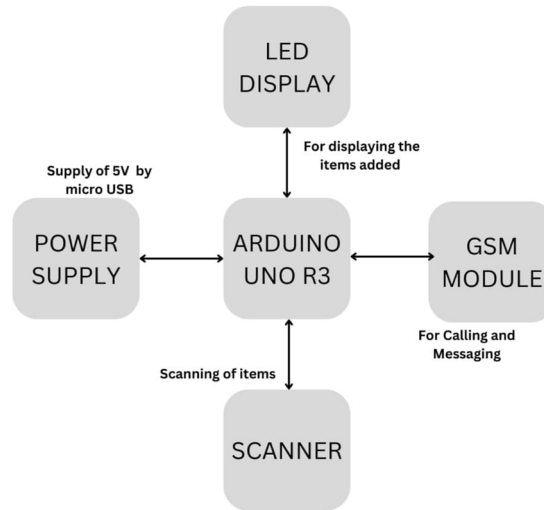 LED
DISPLAY
For displaying the
items added
Supply of 5V by
micro USB
POWER
SUPPLY
ARDUINO
UNO R3
GSM
MODULE
For Calling and
Messaging
Scanning of items
SCANNER